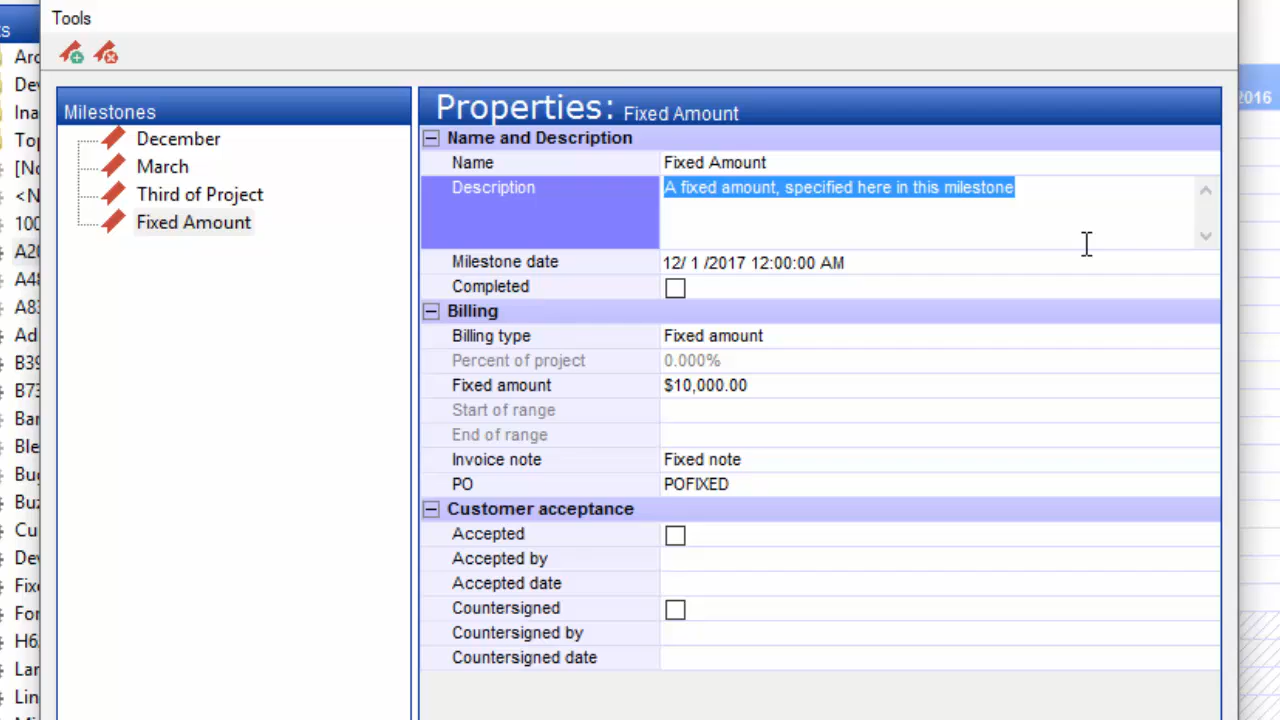 Tools
2016
Milestones
December
March
Third of Project
Fixed Amount
Properties: Fixed Amount
Name and Description
Name Fixed Amount
Description A fixed amount, specified here in this milestone
Milestone date 12/ 1 /2017 12:00:00 AM
Completed
Billing
Billing type Fixed amount
Percent of project 0.000%
Fixed amount $10,000.00
Start of range
End of range
Invoice note Fixed note
PO POFIXED
Customer acceptance
Accepted
Accepted by
Accepted date
Countersigned
Countersigned by
Countersigned date